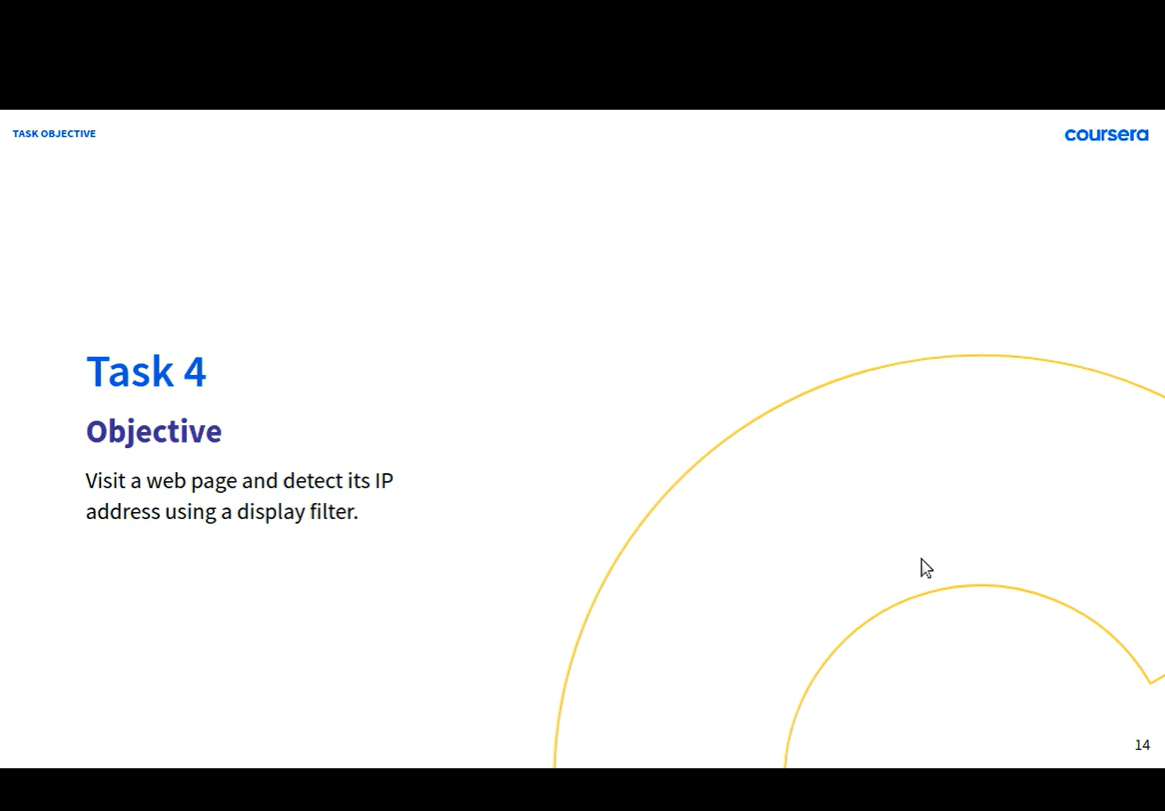 TASK OBJECTIVE
coursera
Task 4
Objective
Visit a web page and detect its IP
address using a display filter.
14